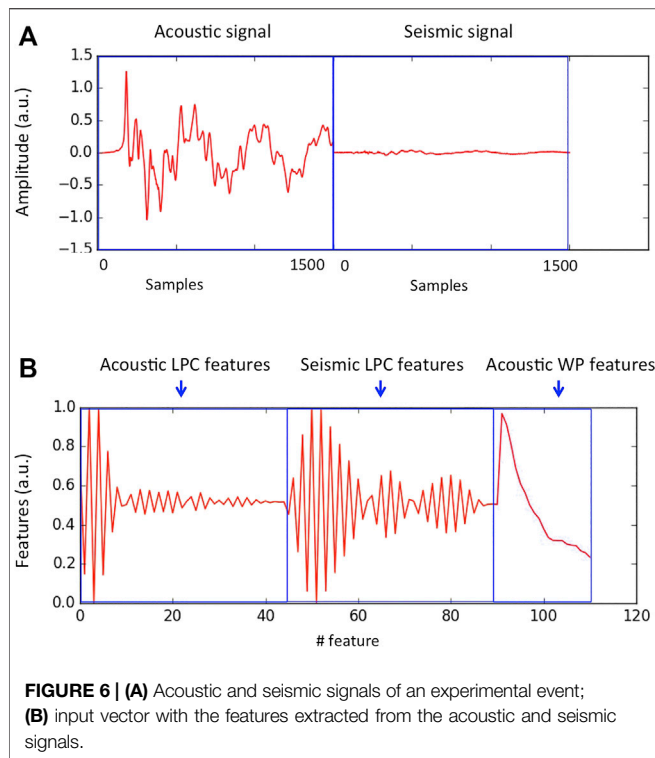 A
Acoustic signal Seismic signal
Amplitude (a.u.)
1.5
1.0
0.5
0.0
−0.5
−1.0
−1.5
0 1500 0 1500
Samples Samples
B
Acoustic LPC features Seismic LPC features Acoustic WP features
Features (a.u.)
1.0
0.8
0.6
0.4
0.2
0.0
0 20 40 60 80 100 120
# feature
FIGURE 6 | (A) Acoustic and seismic signals of an experimental event;
(B) input vector with the features extracted from the acoustic and seismic
signals.